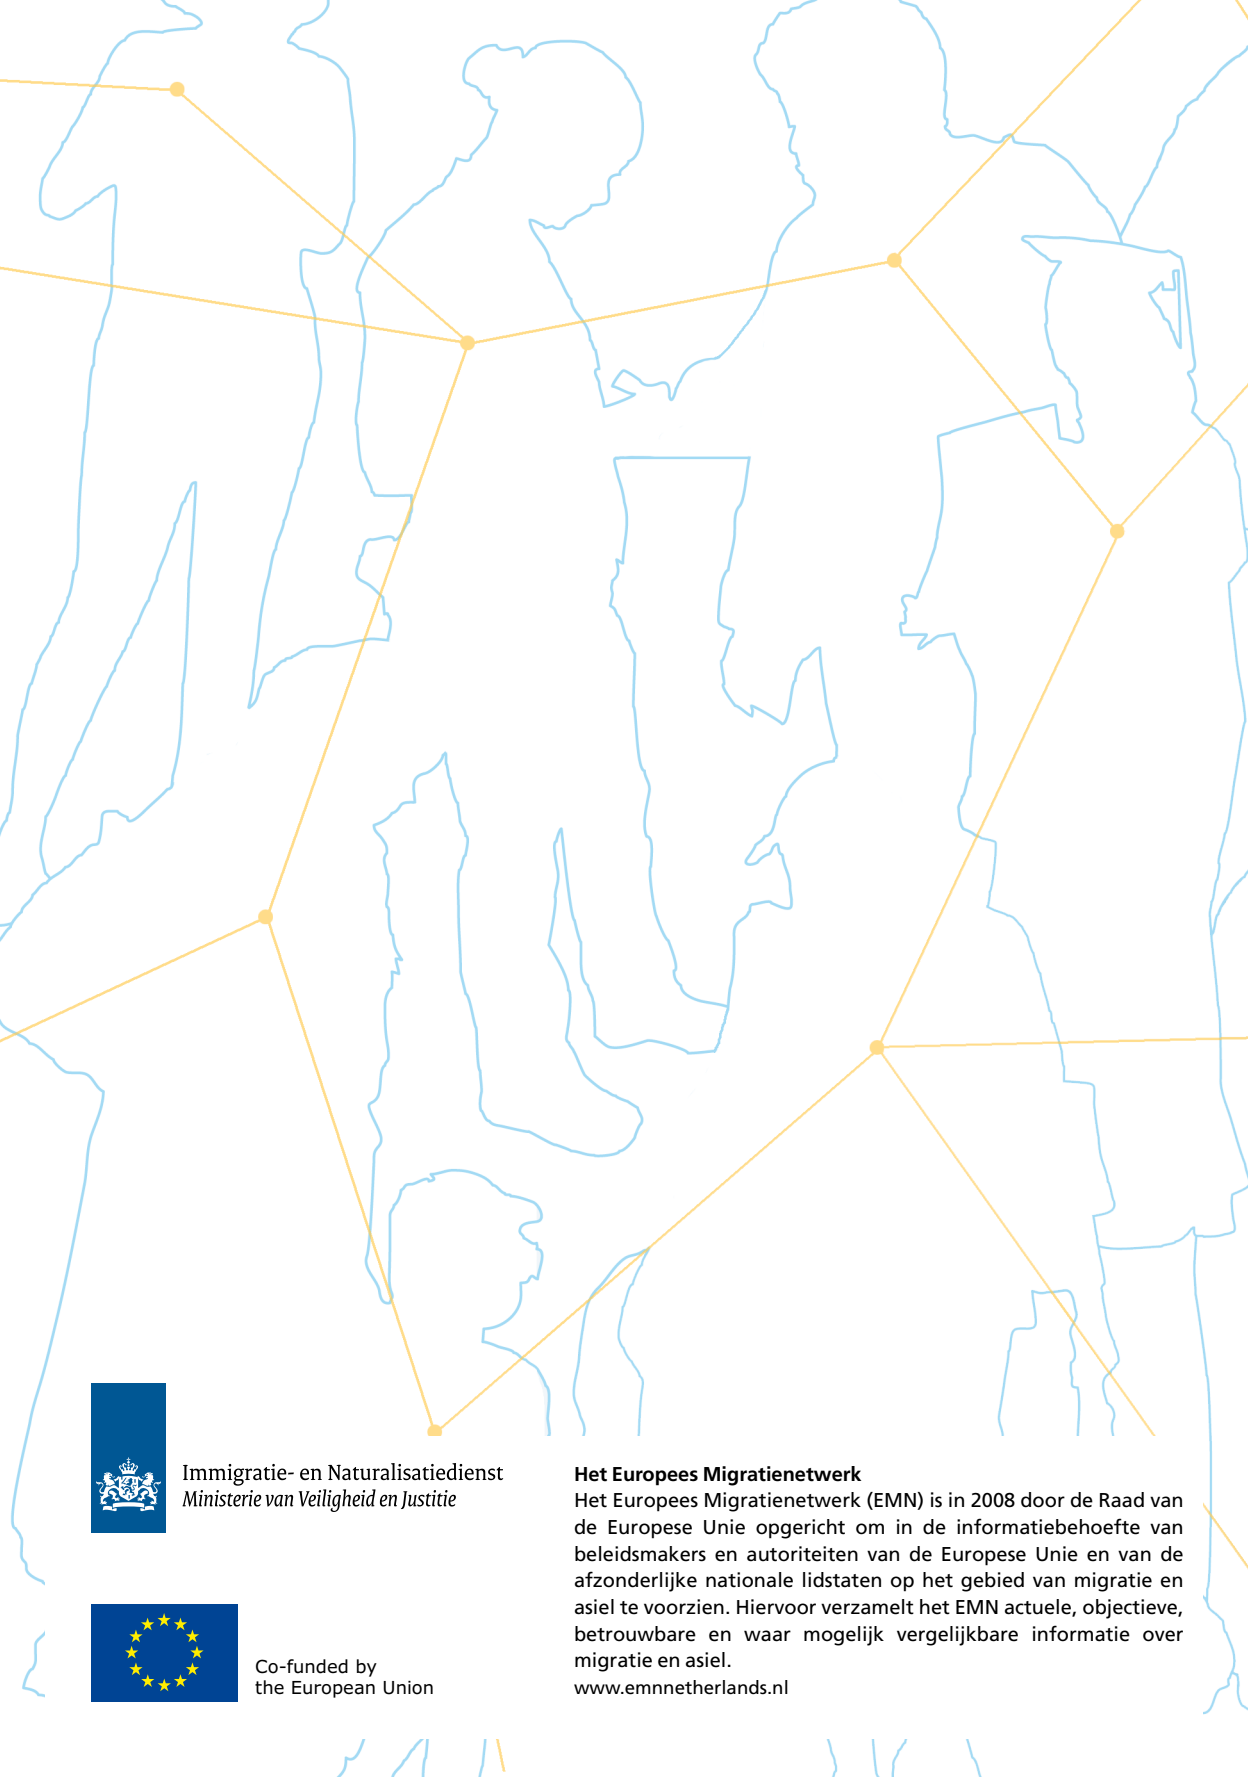 Immigratie- en Naturalisatiedienst
Ministerie van Veiligheid en Justitie
Co-funded by
the European Union
Het Europees Migratienetwerk
Het Europees Migratienetwerk (EMN) is in 2008 door de Raad van
de Europese Unie opgericht om in de informatiebehoefte van
beleidsmakers en autoriteiten van de Europese Unie en van de
afzonderlijke nationale lidstaten op het gebied van migratie en
asiel te voorzien. Hiervoor verzamelt het EMN actuele, objectieve,
betrouwbare en waar mogelijk vergelijkbare informatie over
migratie en asiel.
www.emnnetherlands.nl